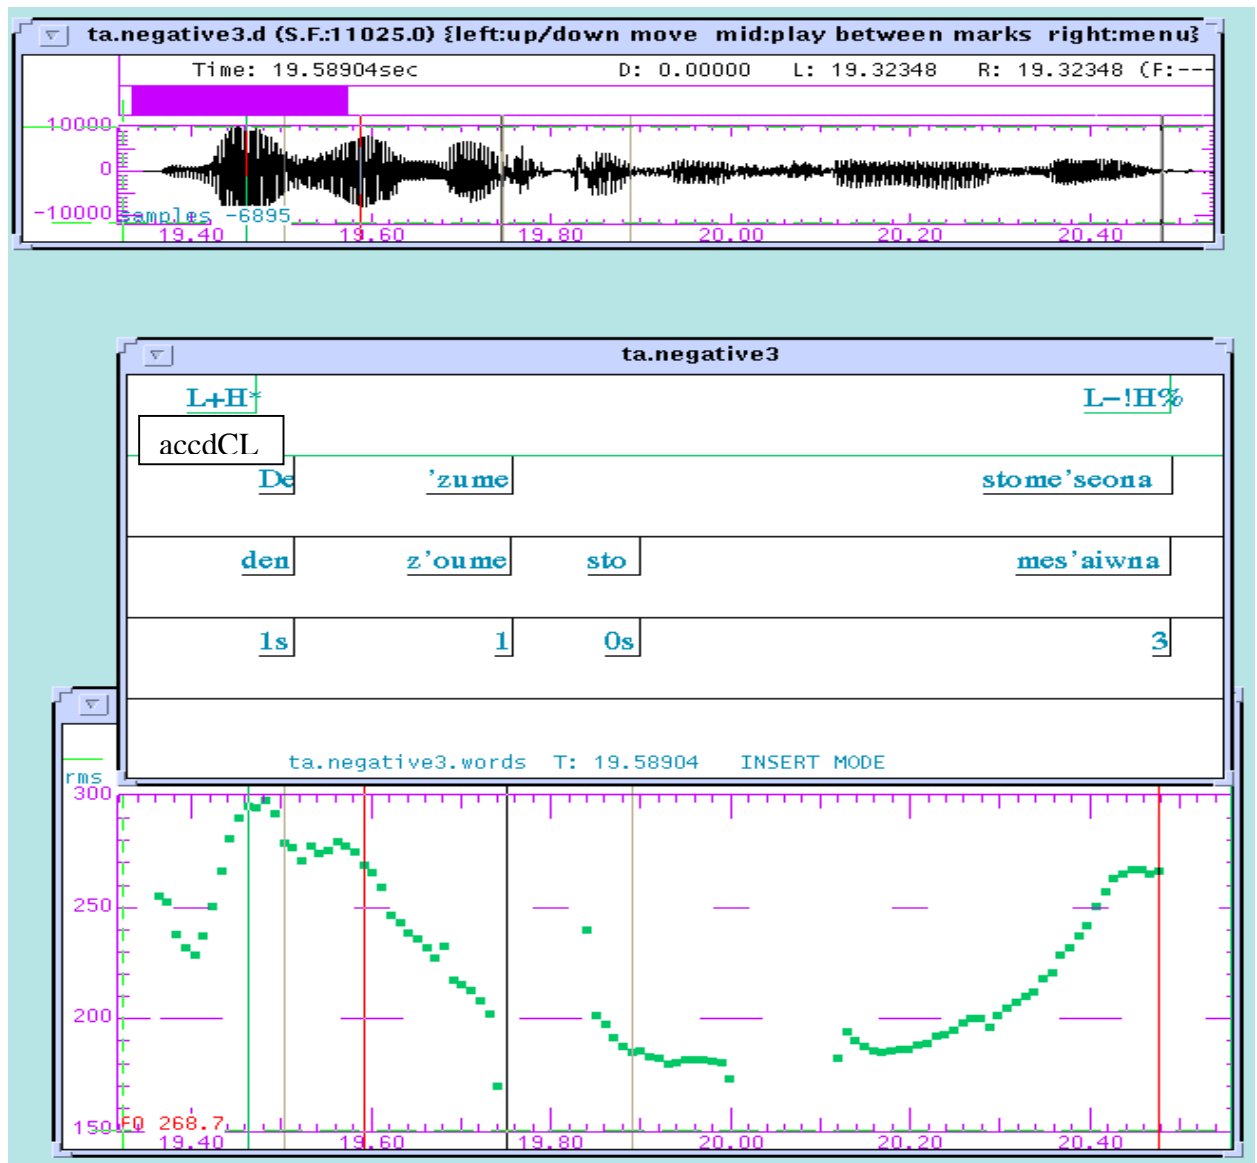 ta.negative3.d (S.F.:11025.0) {left:up/down move mid:play between marks right:menu}
Time: 19.58904sec D: 0.00000 L: 19.32348 R: 19.32348 (F:---
10000
0
-10000
samples -6895
19.40 19.60 19.80 20.00 20.20 20.40
ta.negative3
L+H* L-!H%
accdCL
De 'zume stome'seona
den z'oume sto mes'aiwna
1s 1 0s 3
ta.negative3.words T: 19.58904 INSERT MODE
rms
300
250
200
150
F0 268.7
19.40 19.60 19.80 20.00 20.20 20.40